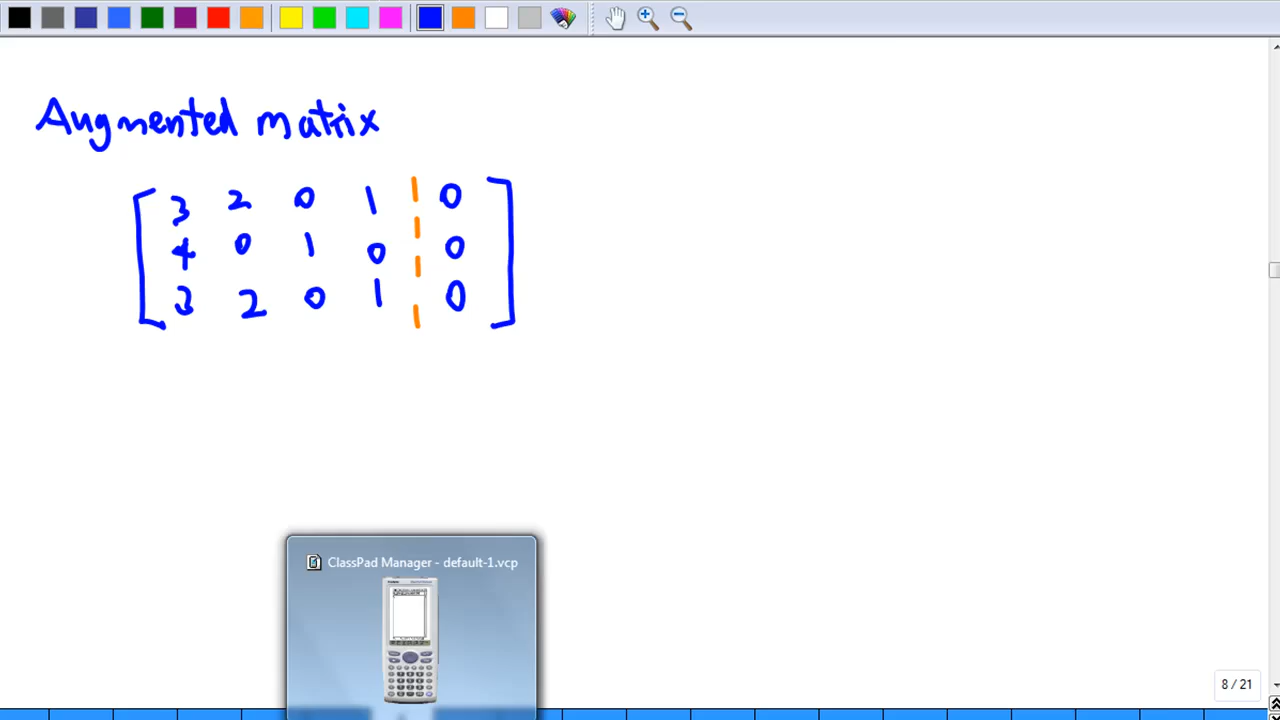 Augmented matrix
3 2 0 1 0
4 0 1 0 0
3 2 0 1 0
ClassPad Manager - default-1.vcp
8 / 21